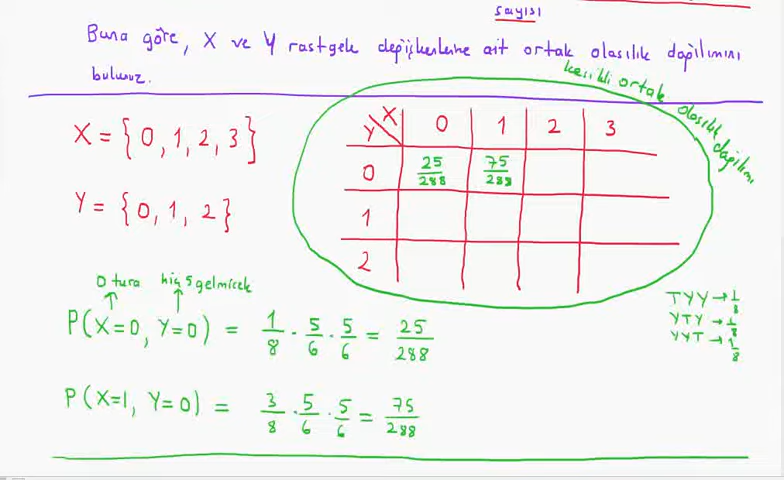 sayısı
Buna göre, X ve Y rastgele değişkenlerine ait ortak olasılık dağılımını
bulunuz.
kesikli ortak olasılık dağılımı
X = {0, 1, 2, 3}
Y = {0, 1, 2}
X 0 1 2 3
Y
0 25/288 75/288
1
2
0 tura hiç 5 gelmicek
P(X=0, Y=0) = 1/8 · 5/6 · 5/6 = 25/288
P(X=1, Y=0) = 3/8 · 5/6 · 5/6 = 75/288
TYY → 1/8
YTY → 1/8
YYT → 1/8